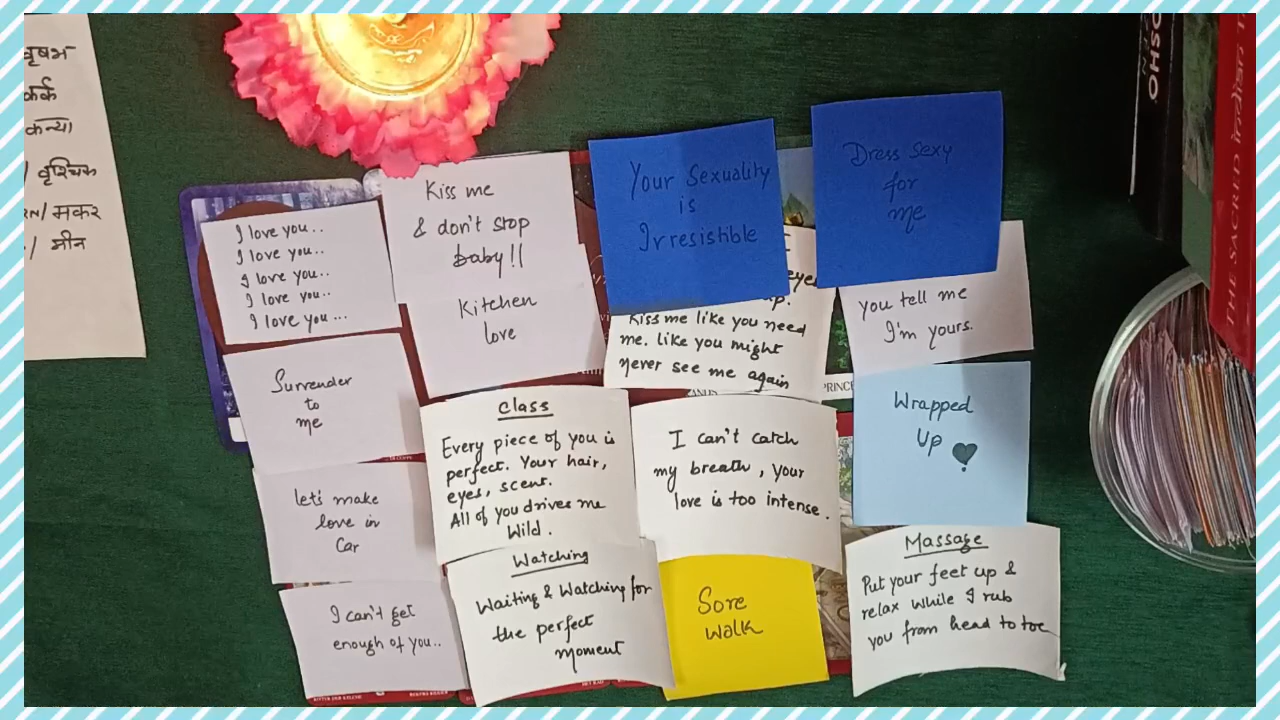 वृषभ
कर्क
कन्या
/ वृश्चिक
RN/ मकर
/ मीन
I love you..
I love you..
I love you..
I love you..
I love you...
Surrender
to
me
let's make
love in
Car
I can't get
enough of you..
Kiss me
& don't stop
baby!!
Kitchen
love
Class
Every piece of you is
perfect. Your hair,
eyes, scent.
All of you drives me
Wild.
Watching
Waiting & Watching for
the perfect
moment
Your Sexuality
is
Irresistible
up.
Kiss me like you need
me. like you might
never see me again
I can't catch
my breath, your
love is too intense.
Sore
walk
Dress sexy
for
me
you tell me
I'm yours.
Wrapped
Up
Massage
Put your feet up &
relax while I rub
you from head to toe
OSHO
THE SACRED Indian T